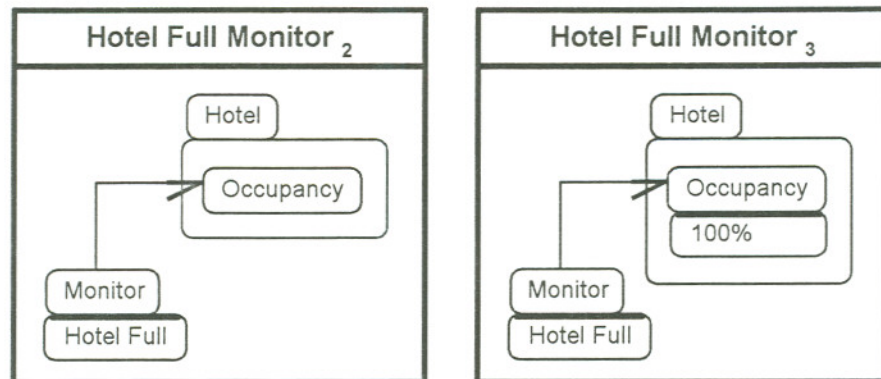 Hotel Full Monitor 2
Hotel
Occupancy
Monitor
Hotel Full
Hotel Full Monitor 3
Hotel
Occupancy
100%
Monitor
Hotel Full